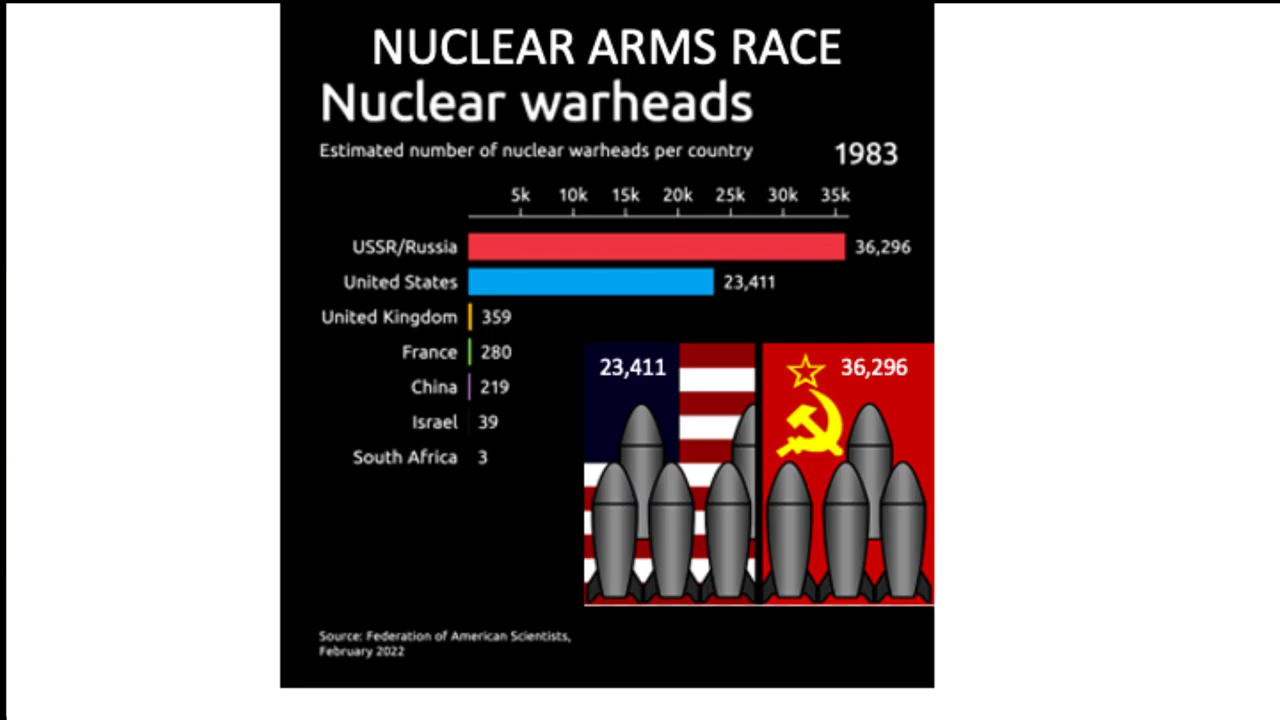 NUCLEAR ARMS RACE
Nuclear warheads
Estimated number of nuclear warheads per country
1983
5k 10k 15k 20k 25k 30k 35k
USSR/Russia 36,296
United States 23,411
United Kingdom 359
France 280
China 219
Israel 39
South Africa 3
23,411 36,296
Source: Federation of American Scientists,
February 2022